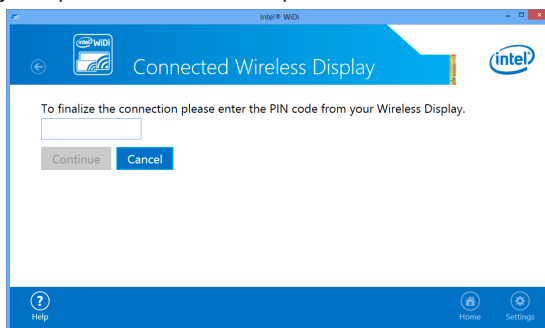 Intel® WiDi
intel WiDi
Connected Wireless Display
intel
To finalize the connection please enter the PIN code from your Wireless Display.
Continue
Cancel
?
Help
Home
Settings